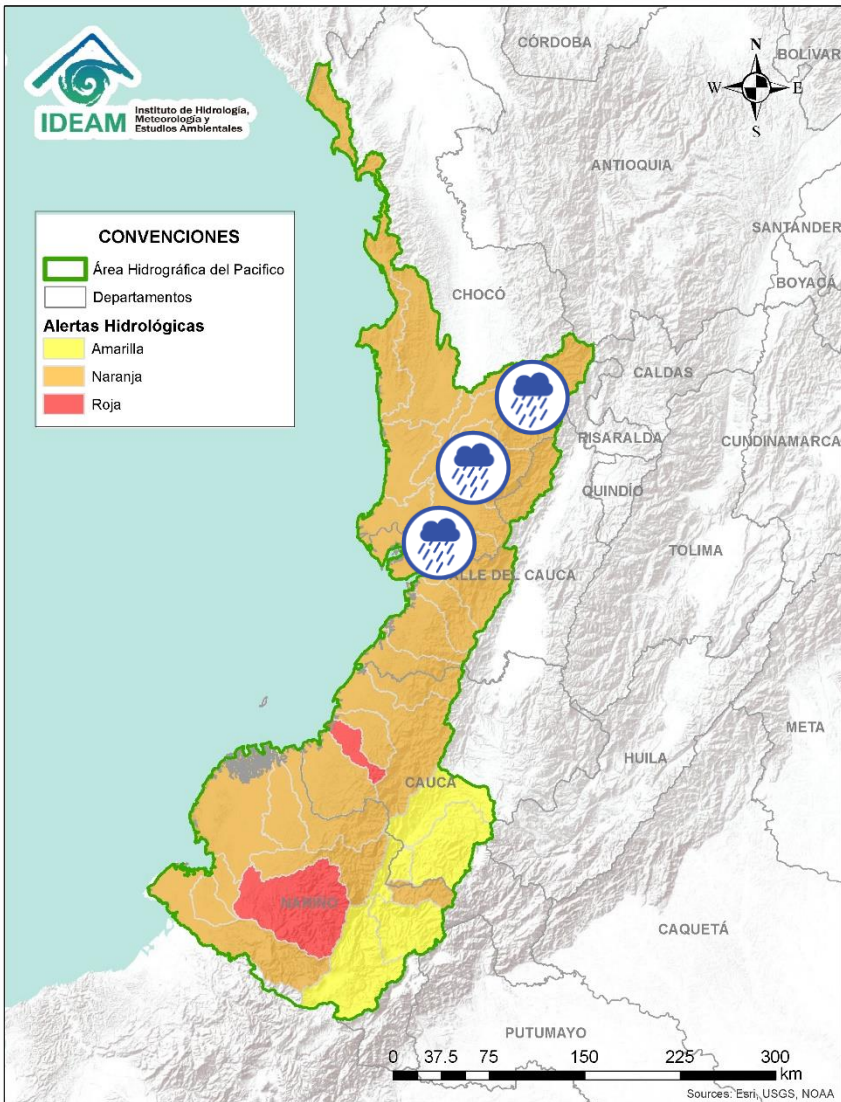 IDEAM
Instituto de Hidrología,
Meteorología y
Estudios Ambientales
CÓRDOBA
BOLÍVAR
N
W
E
S
ANTIOQUIA
SANTANDER
BOYACÁ
CONVENCIONES
Área Hidrográfica del Pacifico
Departamentos
Alertas Hidrológicas
Amarilla
Naranja
Roja
CHOCÓ
CALDAS
RISARALDA
CUNDINAMARCA
QUINDÍO
TOLIMA
ALLE DEL CAUCA
META
HUILA
CAUCA
NARIÑO
CAQUETÁ
PUTUMAYO
0 37.5 75 150 225 300
km
Sources: Esri, USGS, NOAA